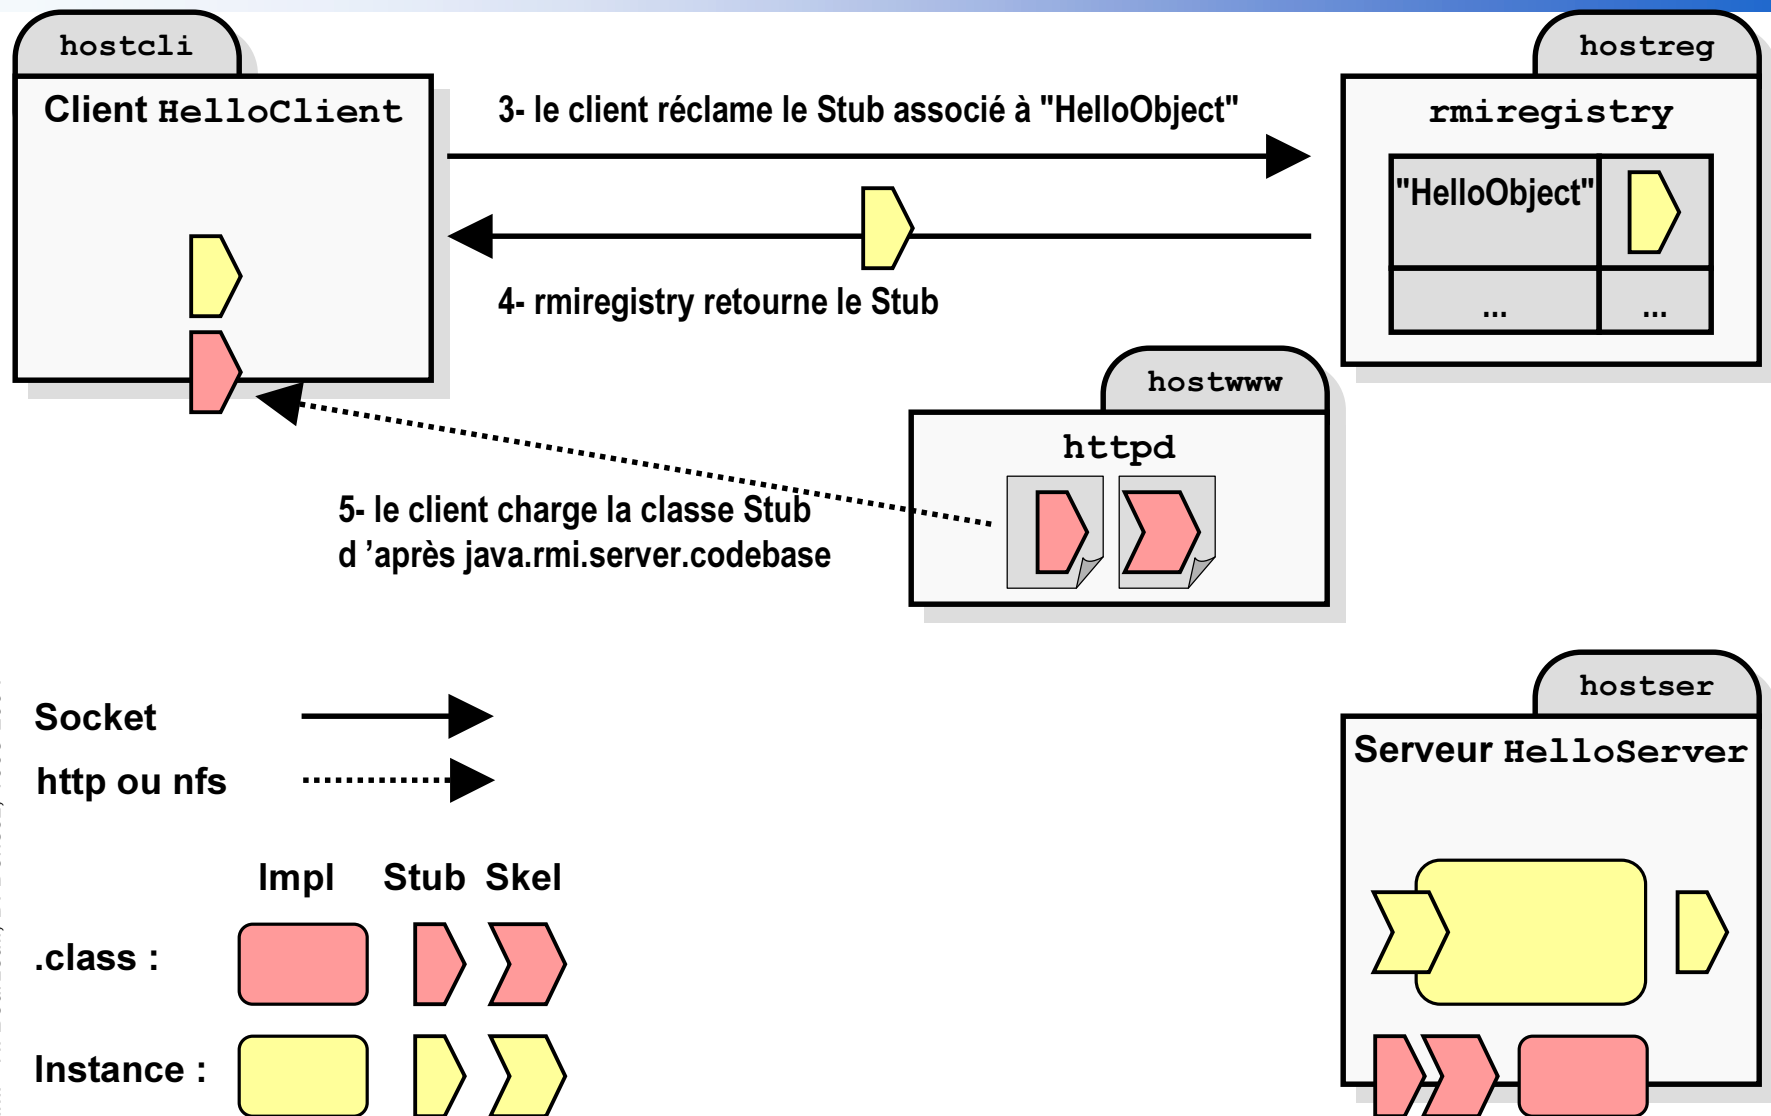 hostcli
Client HelloClient
3- le client réclame le Stub associé à "HelloObject"
4- rmiregistry retourne le Stub
hostreg
rmiregistry
"HelloObject"
... ...
hostwww
httpd
5- le client charge la classe Stub
d ’après java.rmi.server.codebase
Socket
http ou nfs
Impl Stub Skel
.class :
Instance :
hostser
Serveur HelloServer